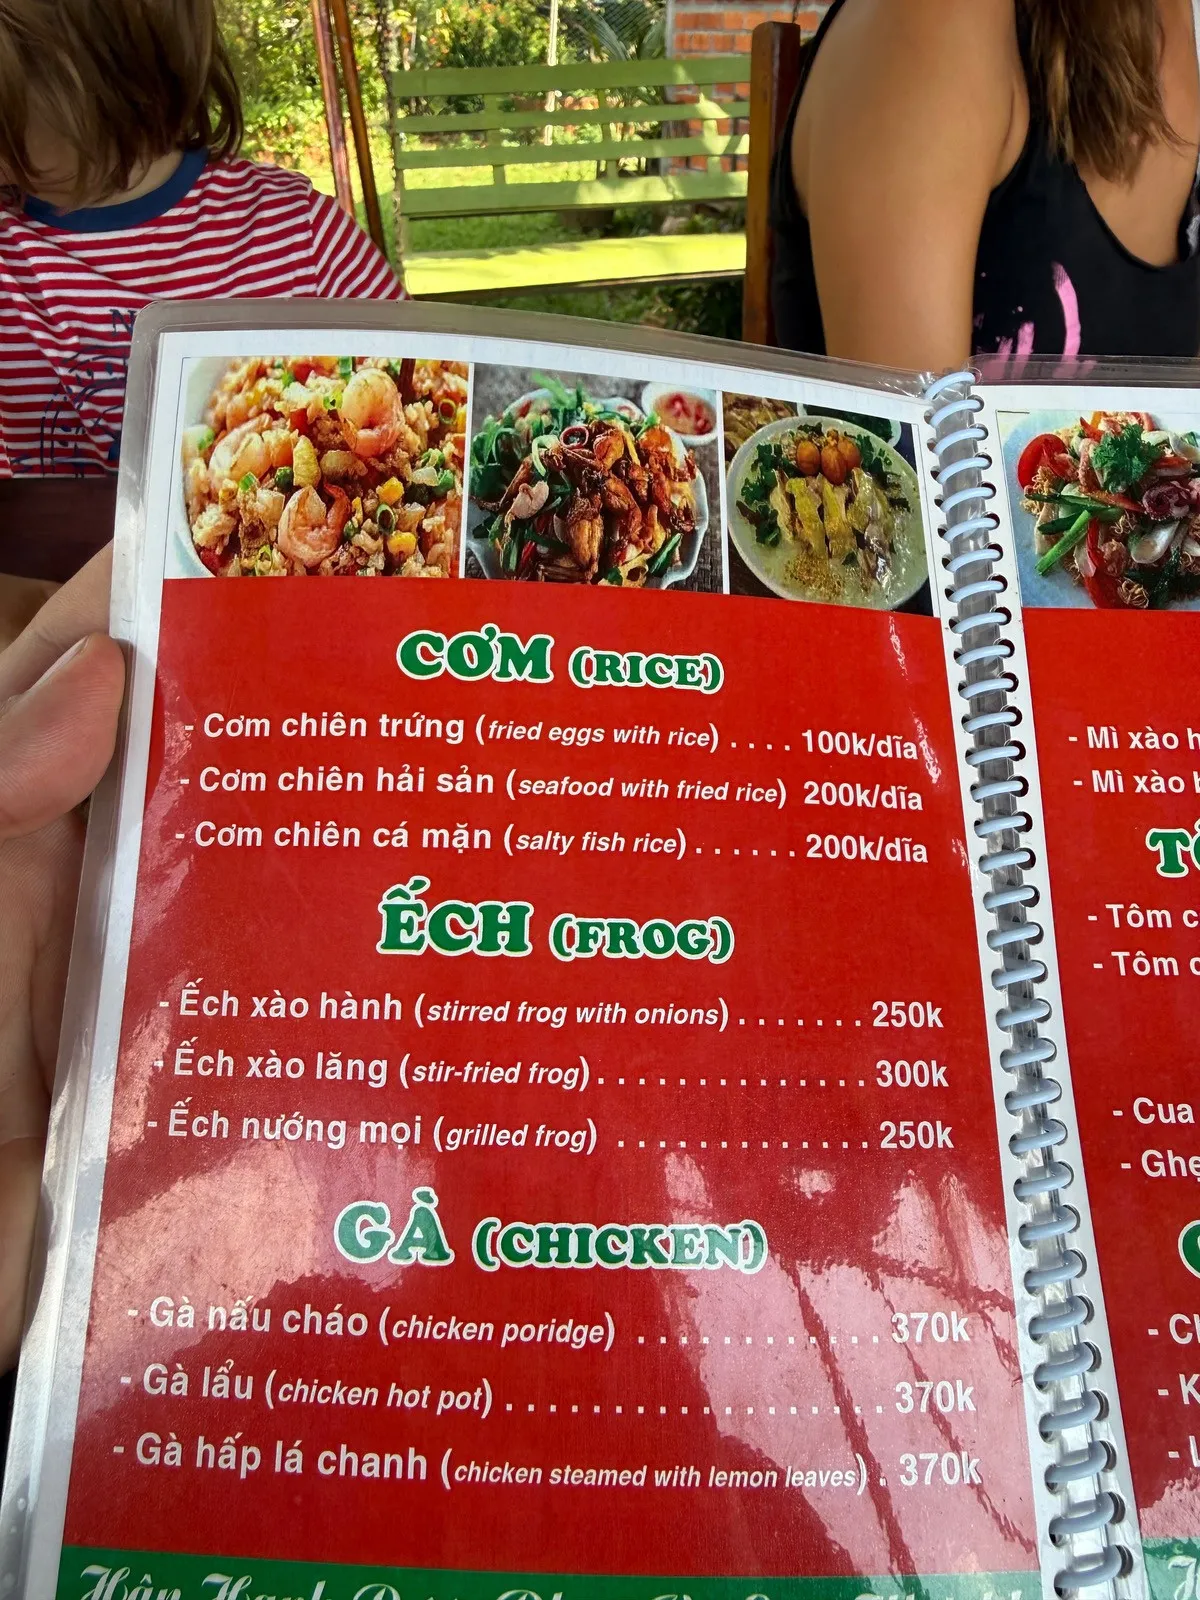 CƠM (RICE)
- Cơm chiên trứng (fried eggs with rice) . . . . 100k/dĩa
- Cơm chiên hải sản (seafood with fried rice) 200k/dĩa
- Cơm chiên cá mặn (salty fish rice) . . . . . . 200k/dĩa
ẾCH (FROG)
- Ếch xào hành (stirred frog with onions) . . . . . . . 250k
- Ếch xào lăng (stir-fried frog) . . . . . . . . . . . . . . 300k
- Ếch nướng mọi (grilled frog) . . . . . . . . . . . . . 250k
GÀ (CHICKEN)
- Gà nấu cháo (chicken poridge) . . . . . . . . . . . . 370k
- Gà lẩu (chicken hot pot) . . . . . . . . . . . . . . . . . . 370k
- Gà hấp lá chanh (chicken steamed with lemon leaves) . 370k
- Mì xào
- Mì xào
- Tôm
- Tôm
- Cua